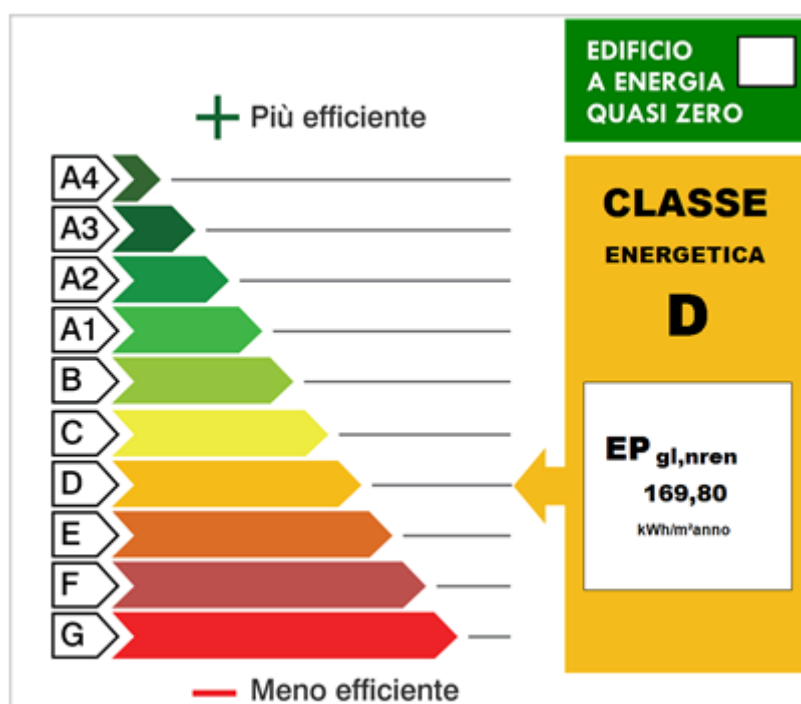 EDIFICIO
A ENERGIA
QUASI ZERO
Più efficiente
A4
A3
A2
A1
B
C
D
E
F
G
Meno efficiente
CLASSE
ENERGETICA
D
EP gl,nren
169,80
kWh/m²anno